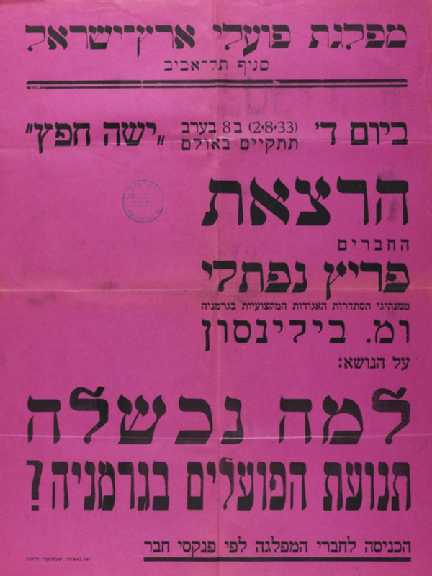 מפלגת פועלי ארץ־ישראל
סניף תל־אביב
ביום ד' (2.8.33) ב 8 בערב תתקיים באולם "ישה חפץ"
הרצאת
החברים
פריץ נפתלי
ממנהיגי הסתדרות האגודות המקצועיות בגרמניה
ומ. בילינסון
על הנושא:
למה נכשלה
תנועת הפועלים בגרמניה?
הכניסה לחברי המפלגה לפי פנקסי חבר